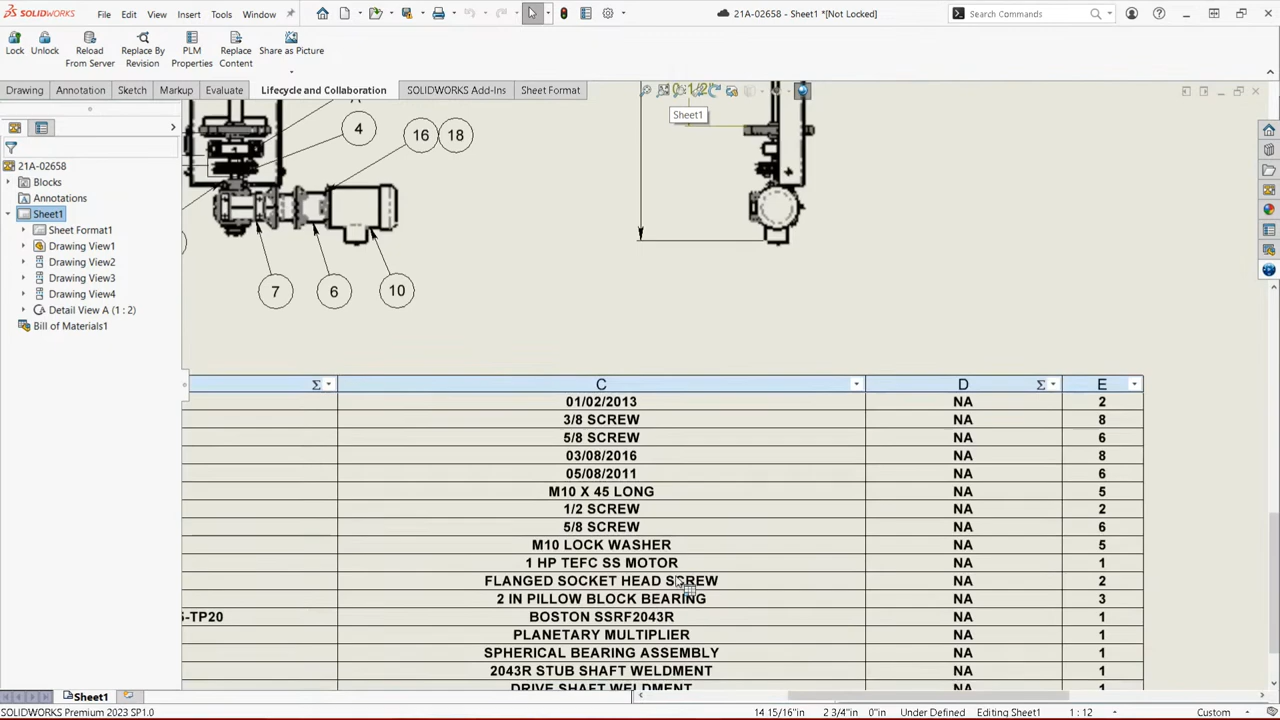 SOLIDWORKS File Edit View Insert Tools Window 21A-02658 - Sheet1 *[Not Locked] Search Commands
Lock Unlock Reload From Server Replace By Revision PLM Properties Replace Content Share as Picture
Drawing Annotation Sketch Markup Evaluate Lifecycle and Collaboration SOLIDWORKS Add-Ins Sheet Format
Sheet1
4 16 18
21A-02658
Blocks
Annotations
Sheet1
Sheet Format1
Drawing View1
Drawing View2
Drawing View3
Drawing View4
Detail View A (1 : 2)
Bill of Materials1
7 6 10
Σ C D Σ E
01/02/2013 NA 2
3/8 SCREW NA 8
5/8 SCREW NA 6
03/08/2016 NA 8
05/08/2011 NA 6
M10 X 45 LONG NA 5
1/2 SCREW NA 2
5/8 SCREW NA 6
M10 LOCK WASHER NA 5
1 HP TEFC SS MOTOR NA 1
FLANGED SOCKET HEAD SCREW NA 2
2 IN PILLOW BLOCK BEARING NA 3
-TP20 BOSTON SSRF2043R NA 1
PLANETARY MULTIPLIER NA 1
SPHERICAL BEARING ASSEMBLY NA 1
2043R STUB SHAFT WELDMENT NA 1
DRIVE SHAFT WELDMENT NA 1
Sheet1
SOLIDWORKS Premium 2023 SP1.0 14 15/16"in 2 3/4"in 0"in Under Defined Editing Sheet1 1 : 12 Custom